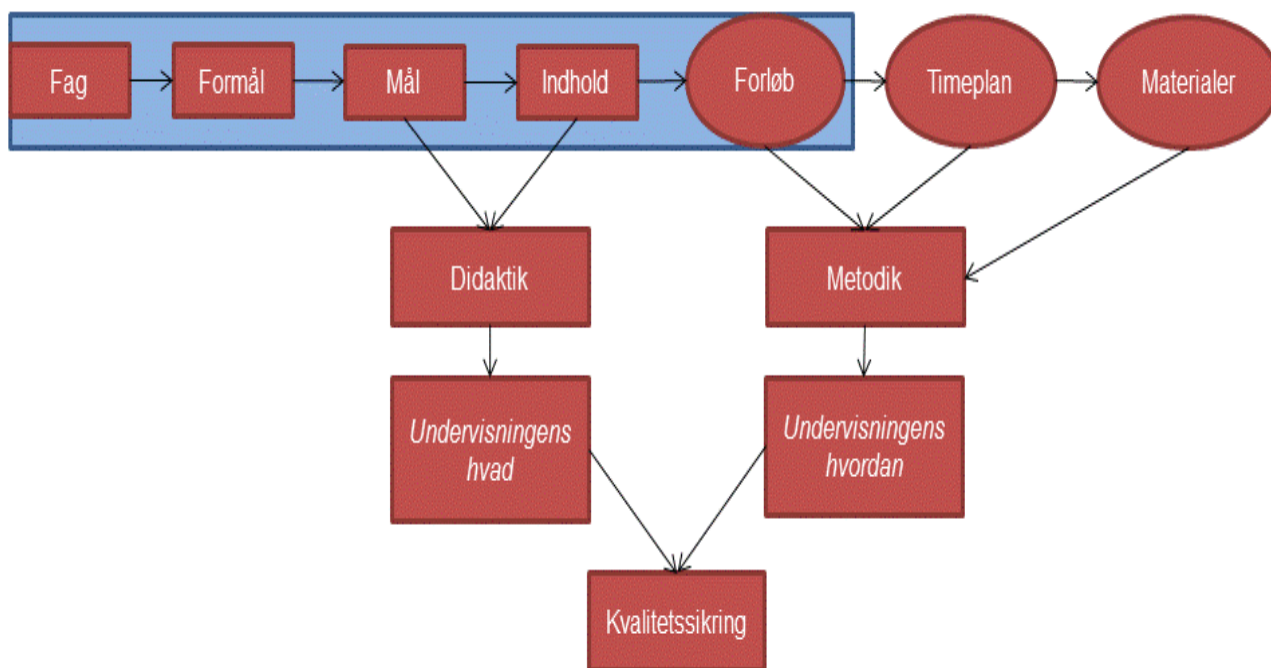 Fag
Formål
Mål
Indhold
Forløb
Timeplan
Materialer
Didaktik
Metodik
Undervisningens
hvad
Undervisningens
hvordan
Kvalitetssikring